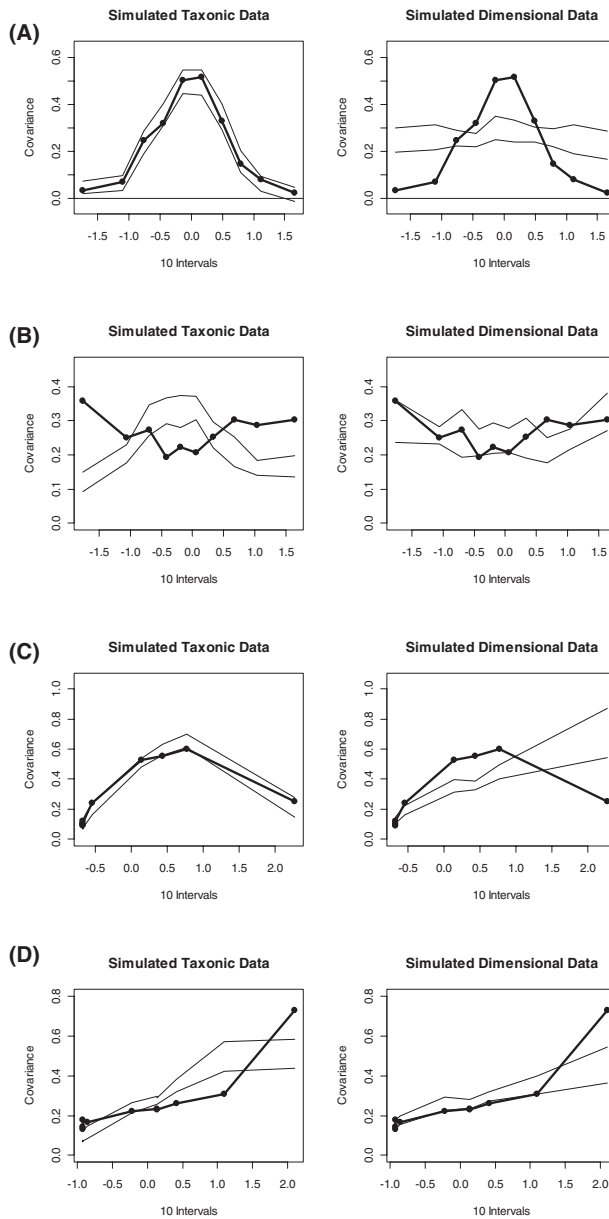 (A)
Simulated Taxonic Data
Simulated Dimensional Data
Covariance
0.0 0.2 0.4 0.6
-1.5 -1.0 -0.5 0.0 0.5 1.0 1.5
10 Intervals
Covariance
0.0 0.2 0.4 0.6
-1.5 -1.0 -0.5 0.0 0.5 1.0 1.5
10 Intervals
(B)
Simulated Taxonic Data
Simulated Dimensional Data
Covariance
0.0 0.1 0.2 0.3 0.4
-1.5 -1.0 -0.5 0.0 0.5 1.0 1.5
10 Intervals
Covariance
0.0 0.1 0.2 0.3 0.4
-1.5 -1.0 -0.5 0.0 0.5 1.0 1.5
10 Intervals
(C)
Simulated Taxonic Data
Simulated Dimensional Data
Covariance
0.0 0.2 0.4 0.6 0.8 1.0
-0.5 0.0 0.5 1.0 1.5 2.0
10 Intervals
Covariance
0.0 0.2 0.4 0.6 0.8 1.0
-0.5 0.0 0.5 1.0 1.5 2.0
10 Intervals
(D)
Simulated Taxonic Data
Simulated Dimensional Data
Covariance
0.0 0.2 0.4 0.6 0.8
-1.0 -0.5 0.0 0.5 1.0 1.5 2.0
10 Intervals
Covariance
0.0 0.2 0.4 0.6 0.8
-1.0 -0.5 0.0 0.5 1.0 1.5 2.0
10 Intervals